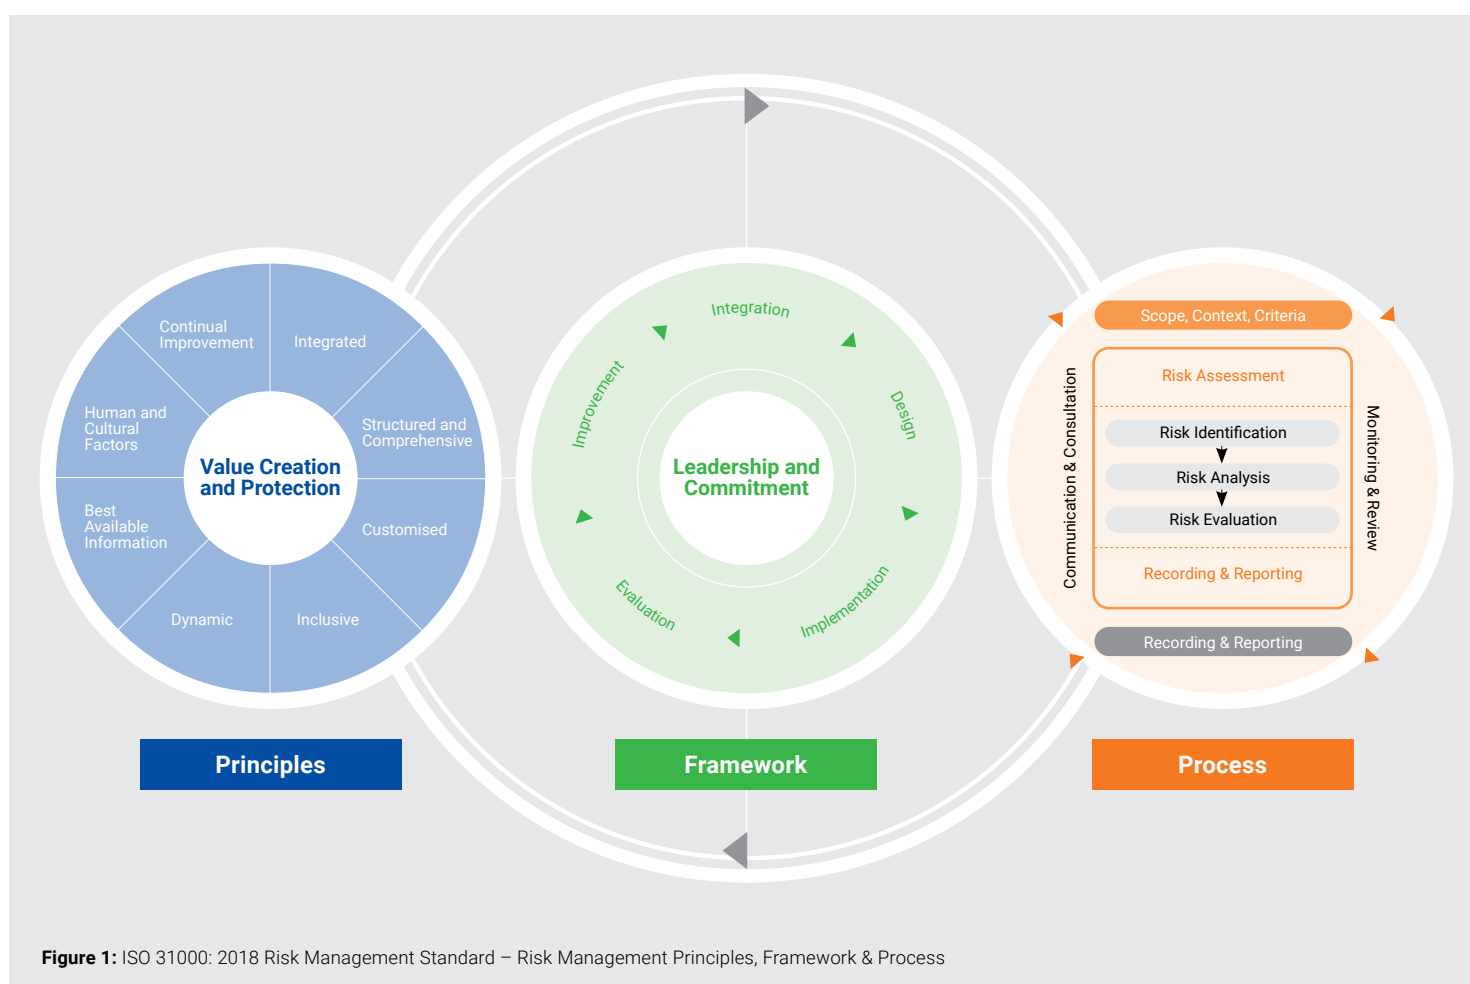 Continual
Improvement
Integrated
Human and
Cultural
Factors
Structured and
Comprehensive
Value Creation
and Protection
Best
Available
Information
Customised
Dynamic
Inclusive
Principles
Integration
Improvement
Design
Leadership and
Commitment
Evaluation
Implementation
Framework
Scope, Context, Criteria
Communication & Consultation
Risk Assessment
Risk Identification
Risk Analysis
Risk Evaluation
Recording & Reporting
Monitoring & Review
Recording & Reporting
Process
Figure 1: ISO 31000: 2018 Risk Management Standard – Risk Management Principles, Framework & Process